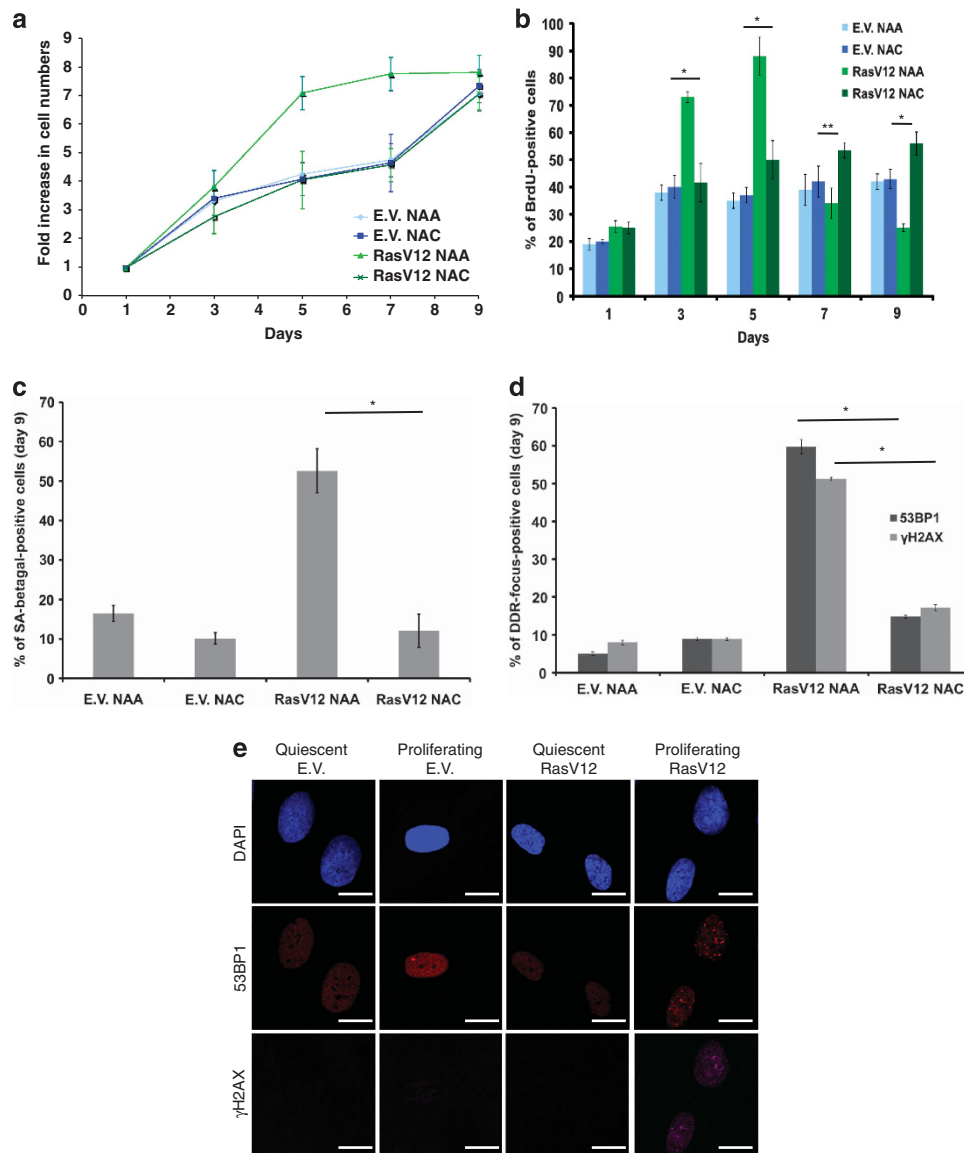 a
Fold increase in cell numbers
9
8
7
6
5
4
3
2
1
0
0 1 2 3 4 5 6 7 8 9
Days
E.V. NAA
E.V. NAC
RasV12 NAA
RasV12 NAC
b
% of BrdU-positive cells
100
90
80
70
60
50
40
30
20
10
0
* * ** *
1 3 5 7 9
Days
E.V. NAA
E.V. NAC
RasV12 NAA
RasV12 NAC
c
% of SA-betagal-positive cells (day 9)
70
60
50
40
30
20
10
0
*
E.V. NAA E.V. NAC RasV12 NAA RasV12 NAC
d
% of DDR-focus-positive cells (day 9)
70
60
50
40
30
20
10
0
*
*
53BP1
γH2AX
E.V. NAA E.V. NAC RasV12 NAA RasV12 NAC
e
Quiescent E.V.
Proliferating E.V.
Quiescent RasV12
Proliferating RasV12
DAPI
53BP1
γH2AX